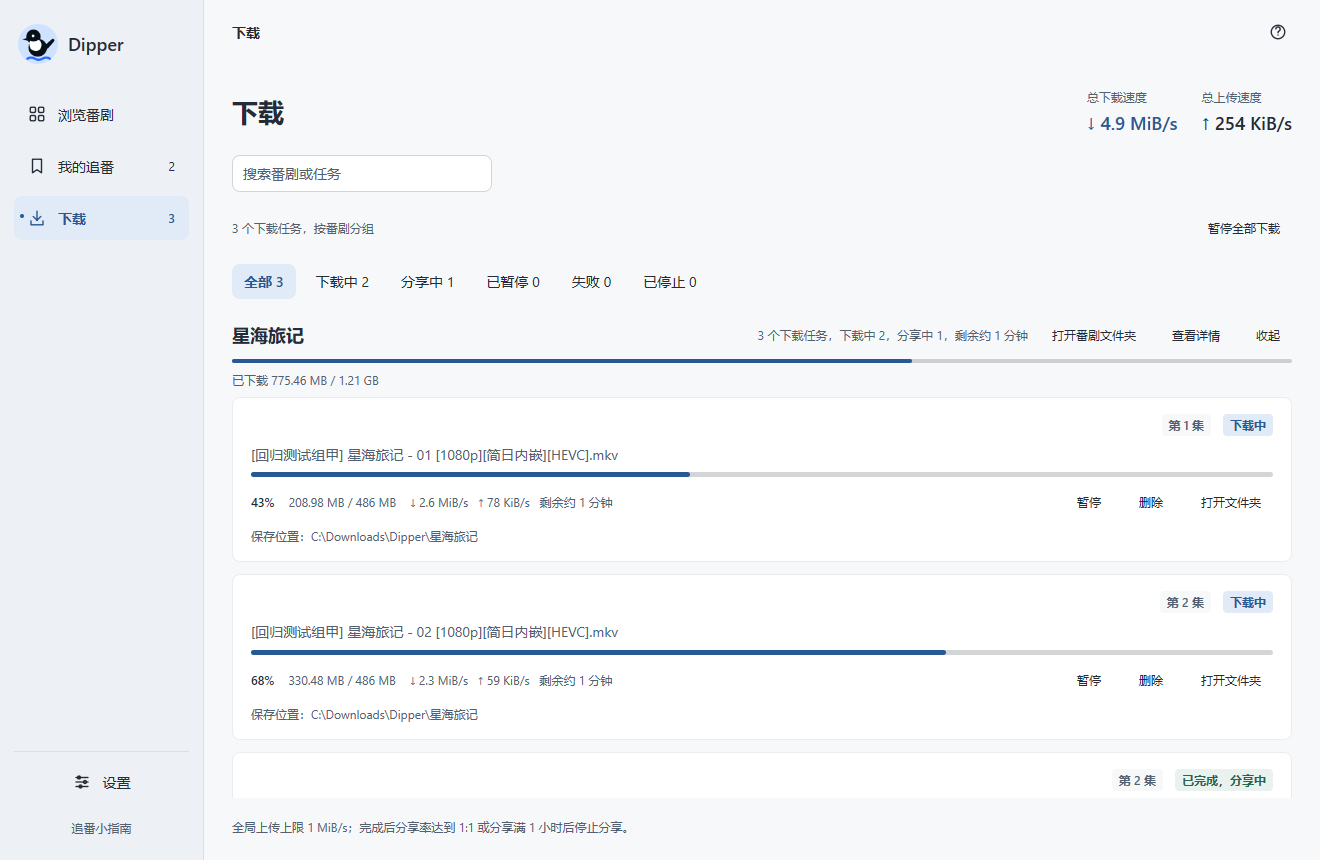 Dipper
浏览番剧
我的追番 2
下载 3
设置
追番小指南
下载
下载
总下载速度 总上传速度
↓ 4.9 MiB/s ↑ 254 KiB/s
搜索番剧或任务
3 个下载任务，按番剧分组 暂停全部下载
全部 3 下载中 2 分享中 1 已暂停 0 失败 0 已停止 0
星海旅记 3 个下载任务，下载中 2，分享中 1，剩余约 1 分钟 打开番剧文件夹 查看详情 收起
已下载 775.46 MB / 1.21 GB
第 1 集 下载中
[回归测试组甲] 星海旅记 - 01 [1080p][简日内嵌][HEVC].mkv
43% 208.98 MB / 486 MB ↓ 2.6 MiB/s ↑ 78 KiB/s 剩余约 1 分钟 暂停 删除 打开文件夹
保存位置：C:\Downloads\Dipper\星海旅记
第 2 集 下载中
[回归测试组甲] 星海旅记 - 02 [1080p][简日内嵌][HEVC].mkv
68% 330.48 MB / 486 MB ↓ 2.3 MiB/s ↑ 59 KiB/s 剩余约 1 分钟 暂停 删除 打开文件夹
保存位置：C:\Downloads\Dipper\星海旅记
第 2 集 已完成，分享中
全局上传上限 1 MiB/s；完成后分享率达到 1:1 或分享满 1 小时后停止分享。